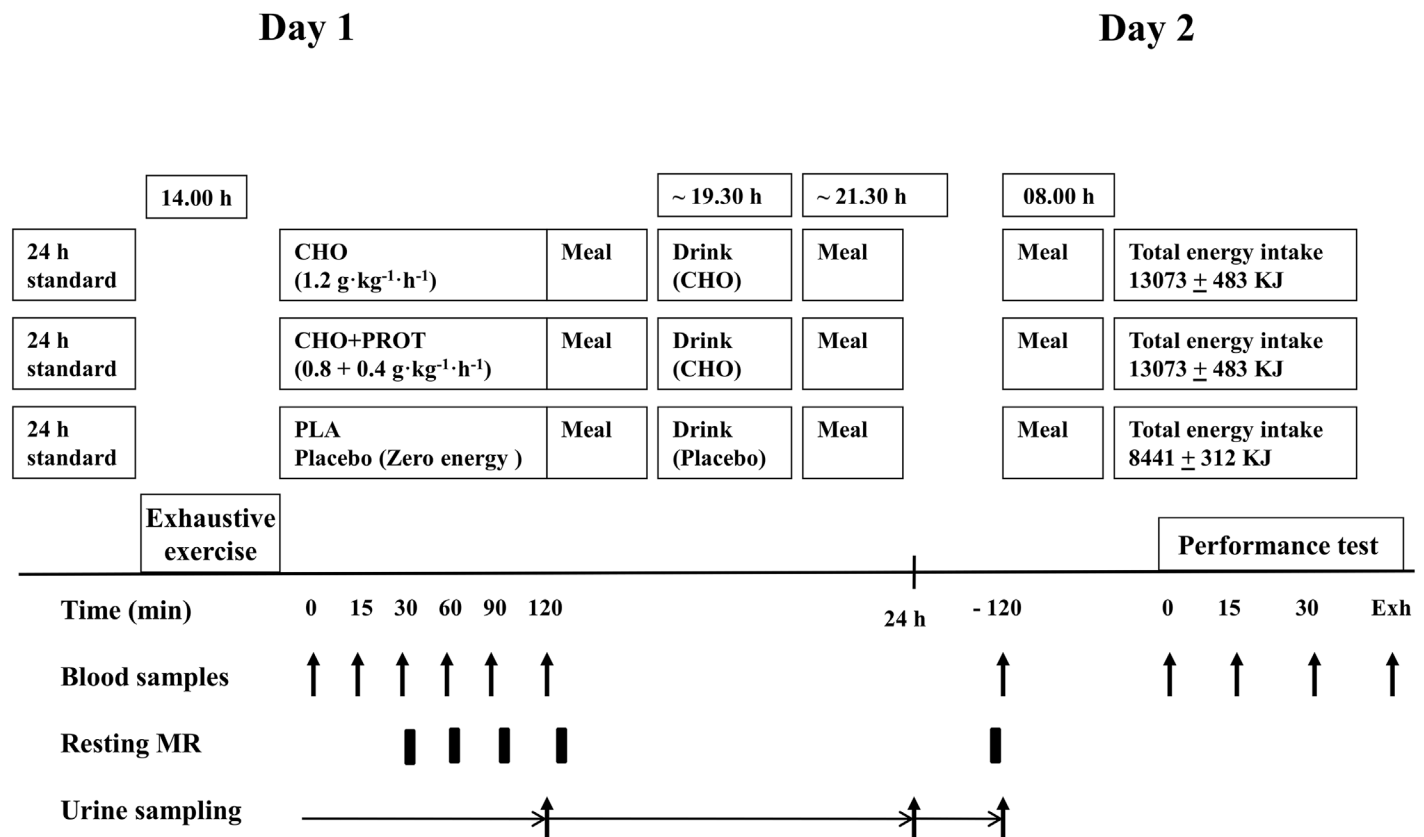 Day 1
Day 2
14.00 h
~ 19.30 h
~ 21.30 h
08.00 h
24 h
standard
CHO
(1.2 g·kg⁻¹·h⁻¹)
Meal
Drink
(CHO)
Meal
Meal
Total energy intake
13073 ± 483 KJ
24 h
standard
CHO+PROT
(0.8 + 0.4 g·kg⁻¹·h⁻¹)
Meal
Drink
(CHO)
Meal
Meal
Total energy intake
13073 ± 483 KJ
24 h
standard
PLA
Placebo (Zero energy )
Meal
Drink
(Placebo)
Meal
Meal
Total energy intake
8441 ± 312 KJ
Exhaustive
exercise
Performance test
Time (min) 0 15 30 60 90 120 24 h - 120 0 15 30 Exh
Blood samples
Resting MR
Urine sampling